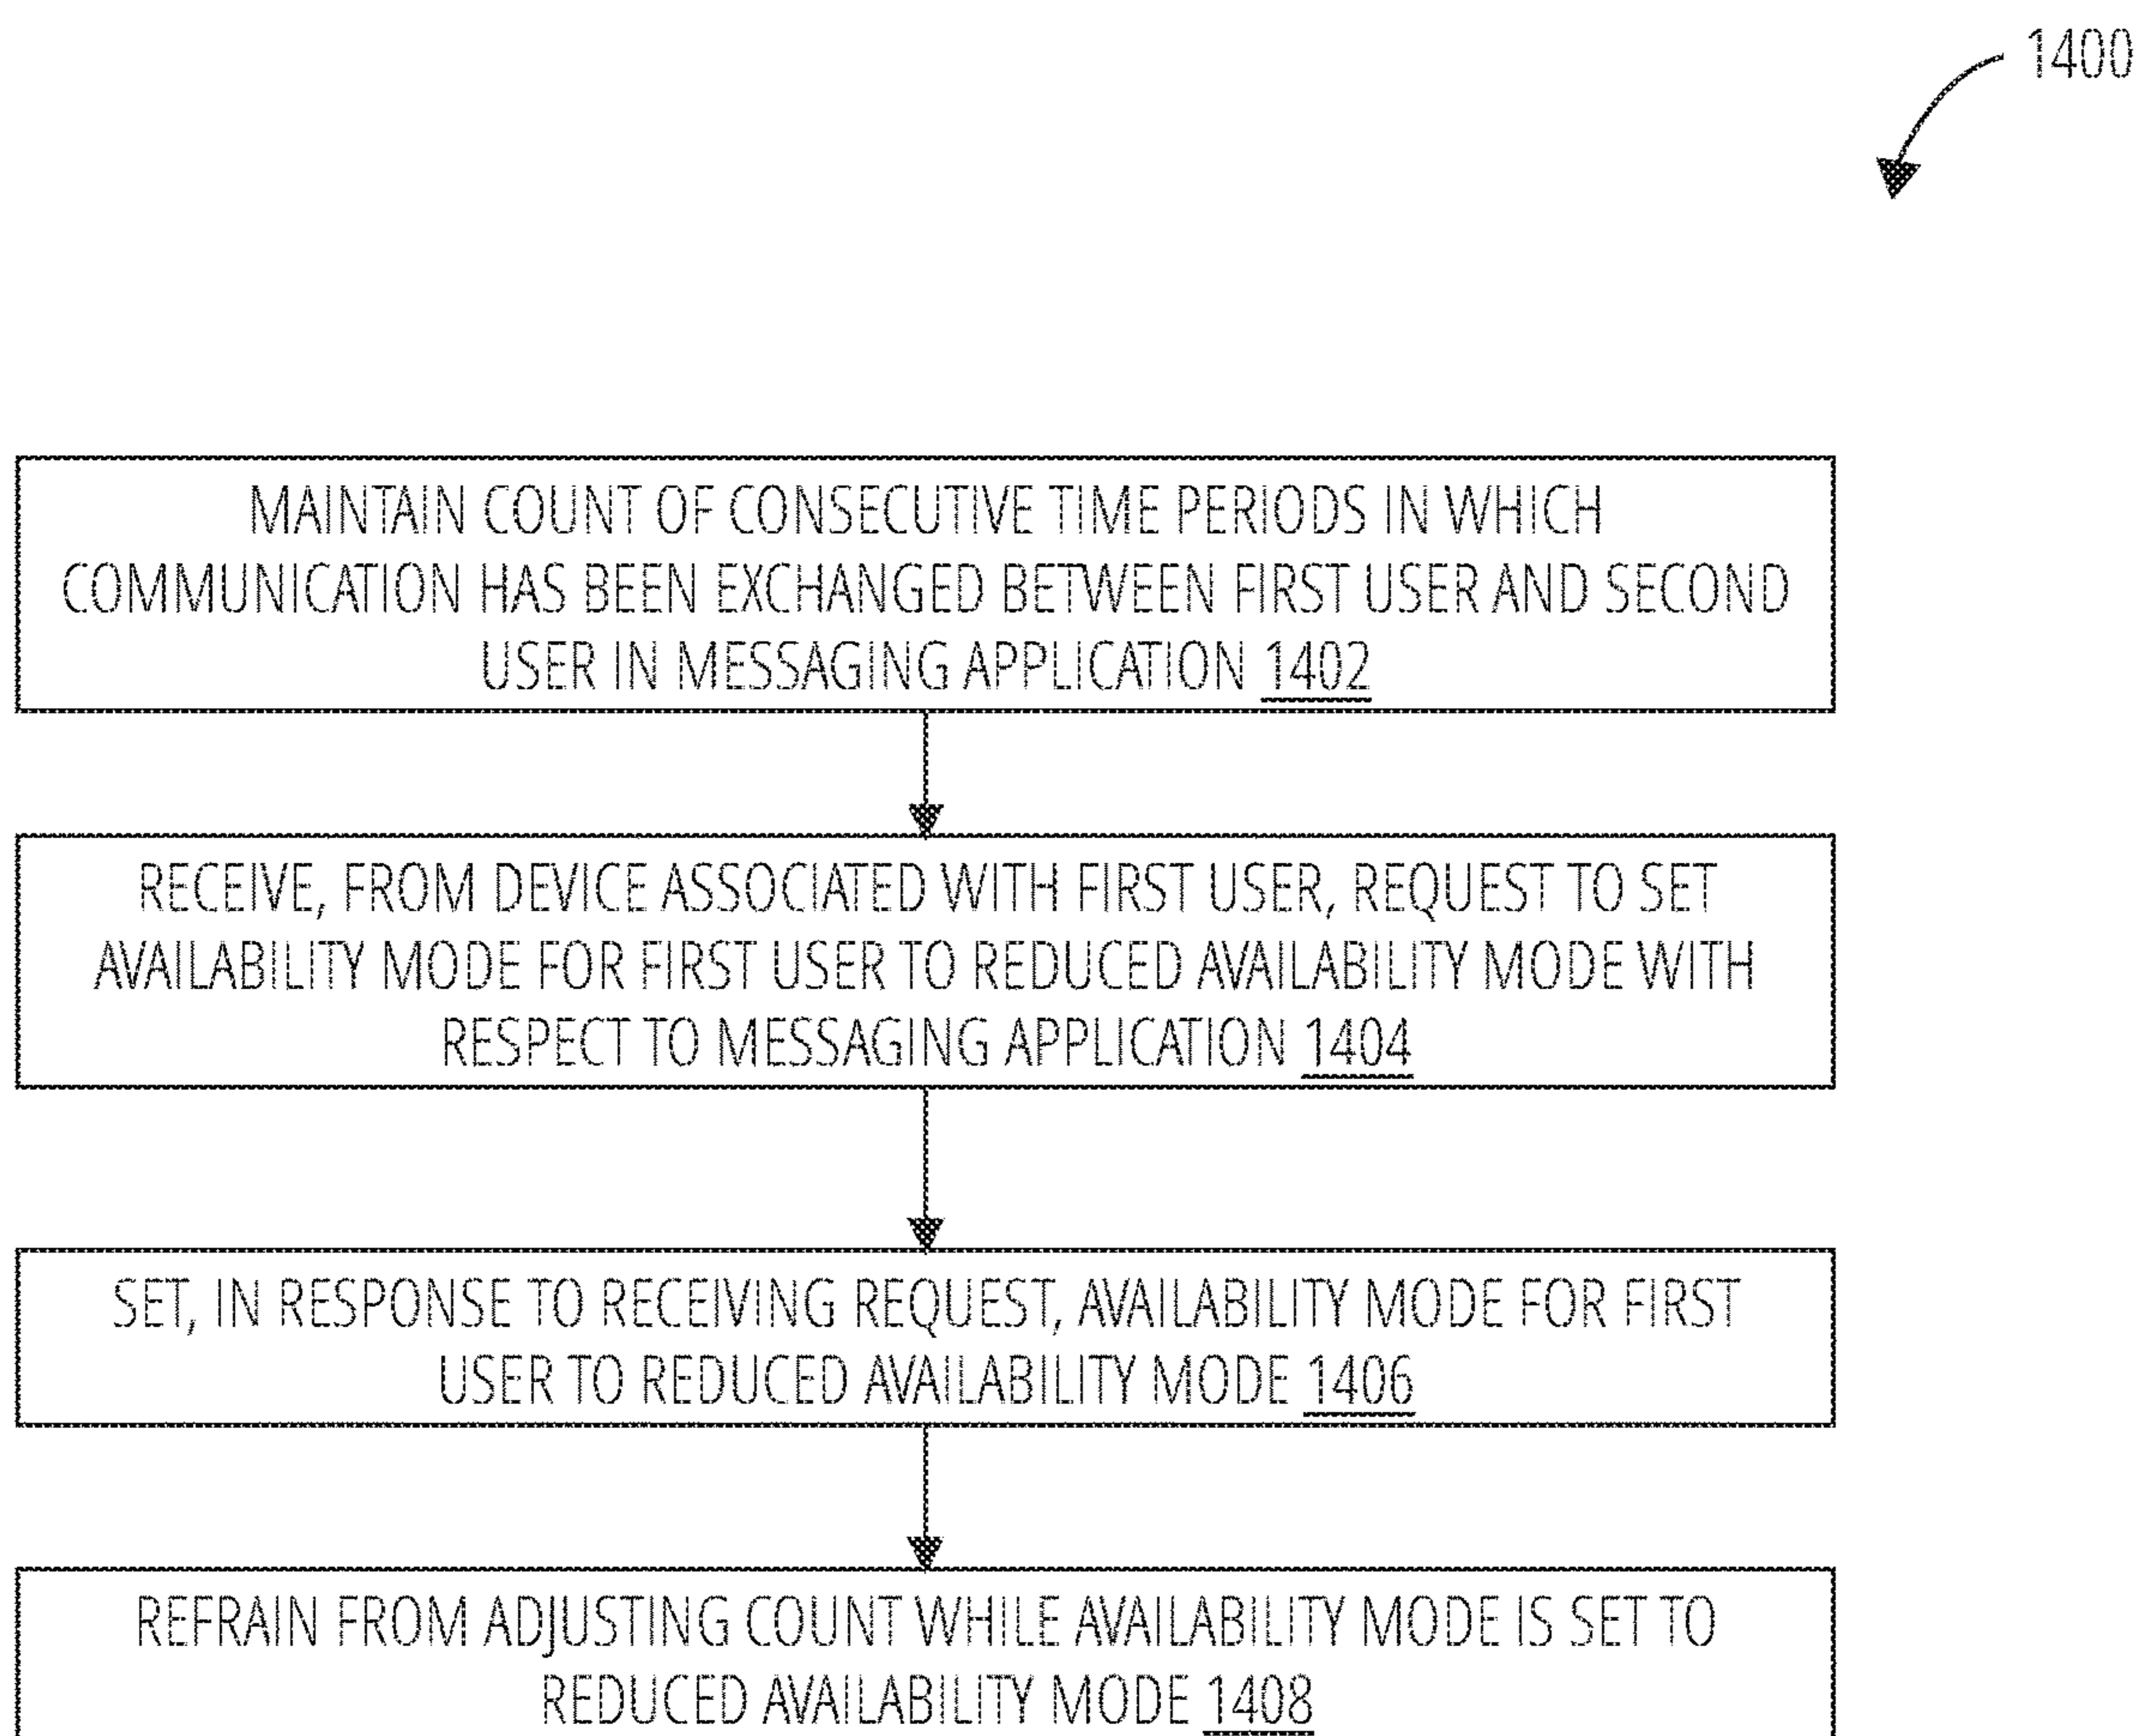 1400
MAINTAIN COUNT OF CONSECUTIVE TIME PERIODS IN WHICH
COMMUNICATION HAS BEEN EXCHANGED BETWEEN FIRST USER AND SECOND
USER IN MESSAGING APPLICATION 1402
RECEIVE, FROM DEVICE ASSOCIATED WITH FIRST USER, REQUEST TO SET
AVAILABILITY MODE FOR FIRST USER TO REDUCED AVAILABILITY MODE WITH
RESPECT TO MESSAGING APPLICATION 1404
SET, IN RESPONSE TO RECEIVING REQUEST, AVAILABILITY MODE FOR FIRST
USER TO REDUCED AVAILABILITY MODE 1406
REFRAIN FROM ADJUSTING COUNT WHILE AVAILABILITY MODE IS SET TO
REDUCED AVAILABILITY MODE 1408